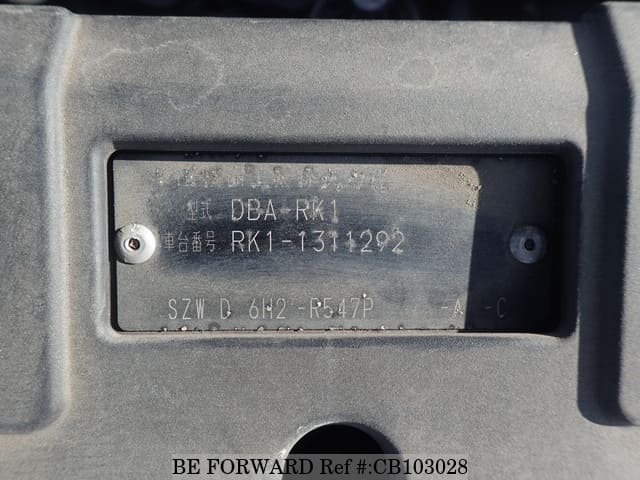 型式 DBA-RK1
車台番号 RK1-1311292
SZW D 6H2 -R547P -A -C
BE FORWARD Ref #:CB103028